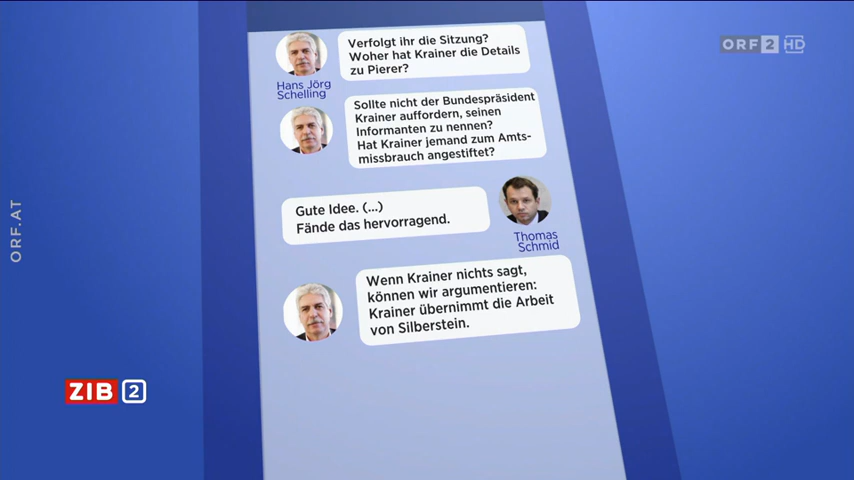 ORF 2 HD
Verfolgt ihr die Sitzung?
Woher hat Krainer die Details
zu Pierer?
Hans Jörg
Schelling
Sollte nicht der Bundespräsident
Krainer auffordern, seinen
Informanten zu nennen?
Hat Krainer jemand zum Amts-
missbrauch angestiftet?
Gute Idee. (...)
Fände das hervorragend.
Thomas
Schmid
Wenn Krainer nichts sagt,
können wir argumentieren:
Krainer übernimmt die Arbeit
von Silberstein.
ORF.AT
ZIB 2